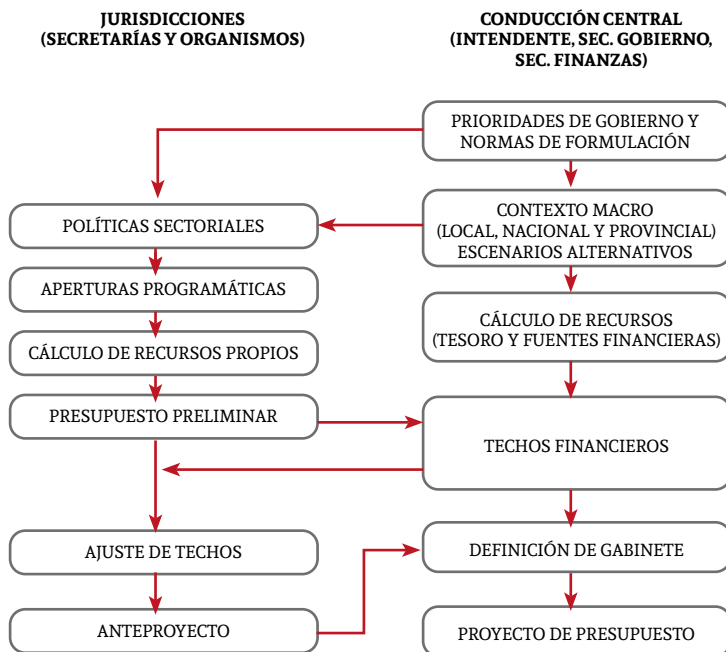 JURISDICCIONES
(SECRETARÍAS Y ORGANISMOS)
CONDUCCIÓN CENTRAL
(INTENDENTE, SEC. GOBIERNO,
SEC. FINANZAS)
PRIORIDADES DE GOBIERNO Y
NORMAS DE FORMULACIÓN
POLÍTICAS SECTORIALES
CONTEXTO MACRO
(LOCAL, NACIONAL Y PROVINCIAL)
ESCENARIOS ALTERNATIVOS
APERTURAS PROGRAMÁTICAS
CÁLCULO DE RECURSOS PROPIOS
CÁLCULO DE RECURSOS
(TESORO Y FUENTES FINANCIERAS)
PRESUPUESTO PRELIMINAR
TECHOS FINANCIEROS
AJUSTE DE TECHOS
DEFINICIÓN DE GABINETE
ANTEPROYECTO
PROYECTO DE PRESUPUESTO